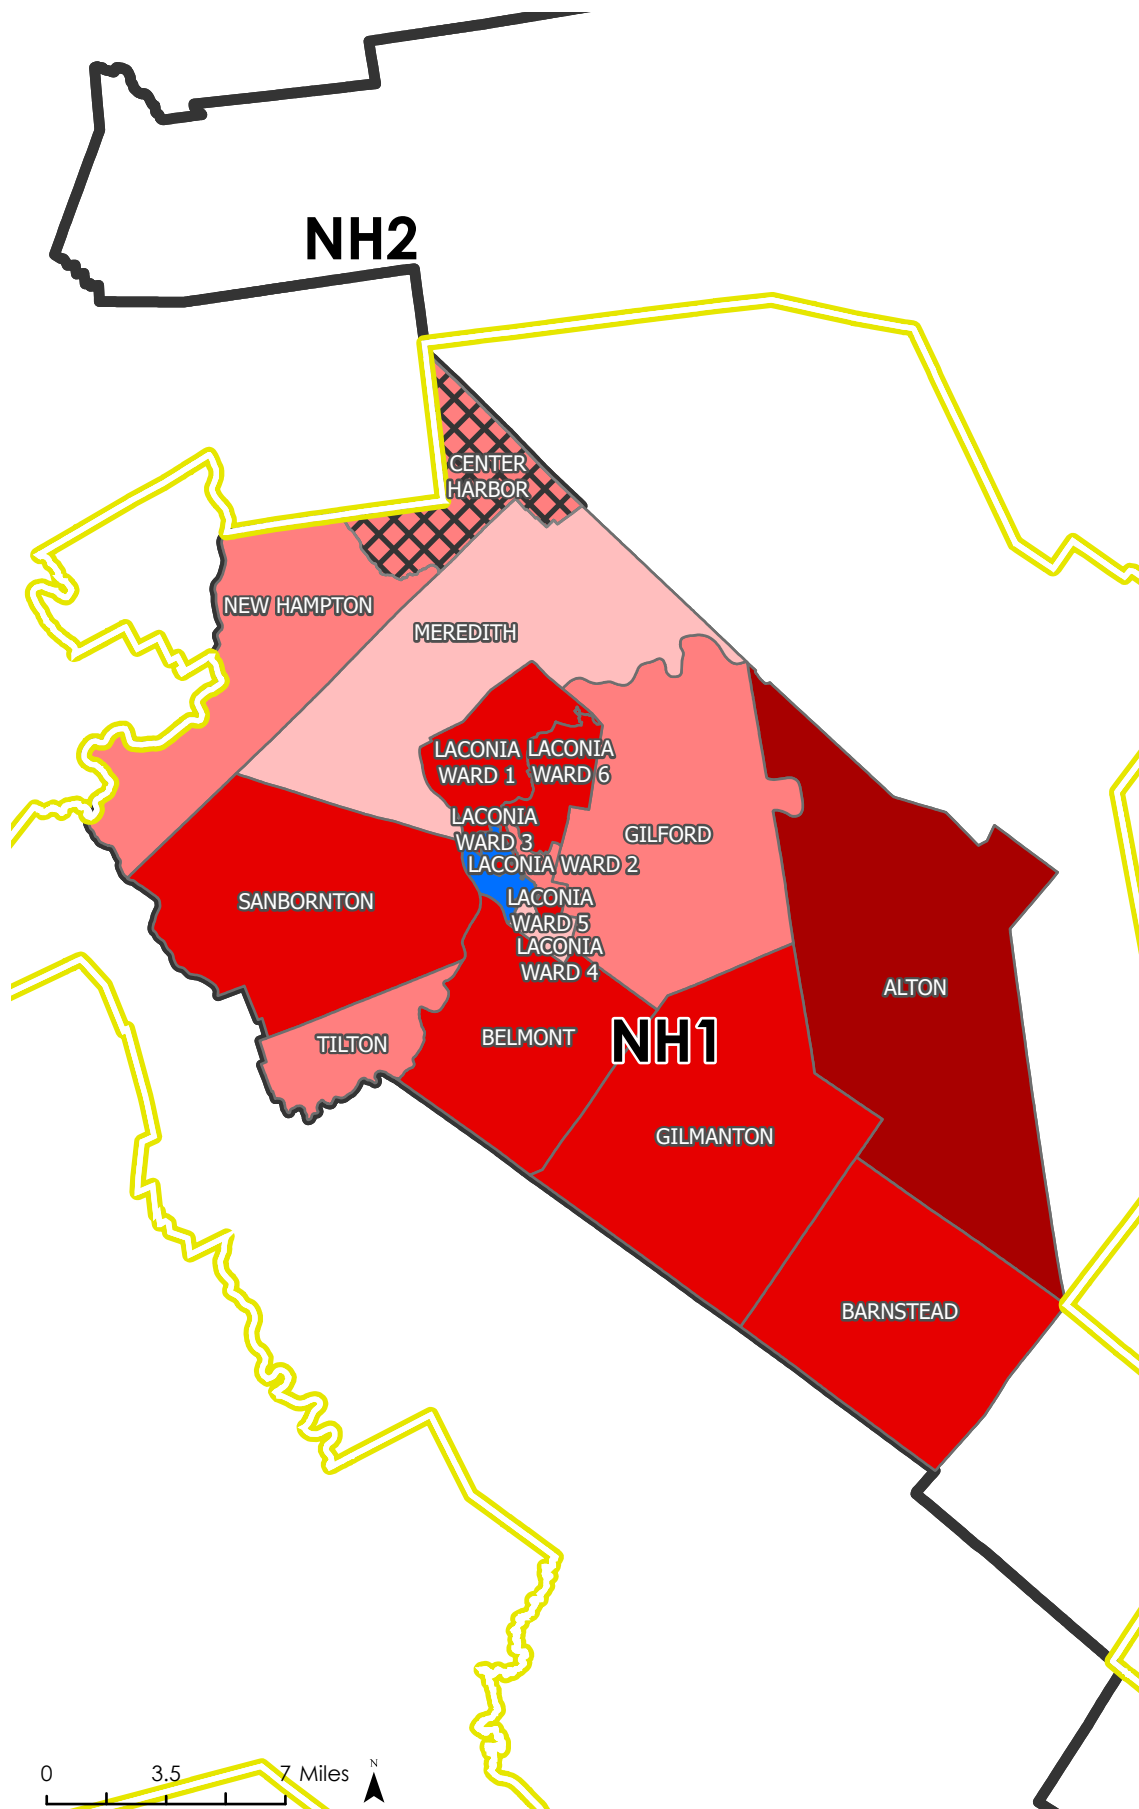 NH2
CENTER
HARBOR
NEW HAMPTON
MEREDITH
LACONIA
WARD 1
LACONIA
WARD 6
LACONIA
WARD 3
GILFORD
LACONIA WARD 2
SANBORNTON
LACONIA
WARD 5
LACONIA
WARD 4
ALTON
TILTON
BELMONT
NH1
GILMANTON
BARNSTEAD
0 3.5 7 Miles
N